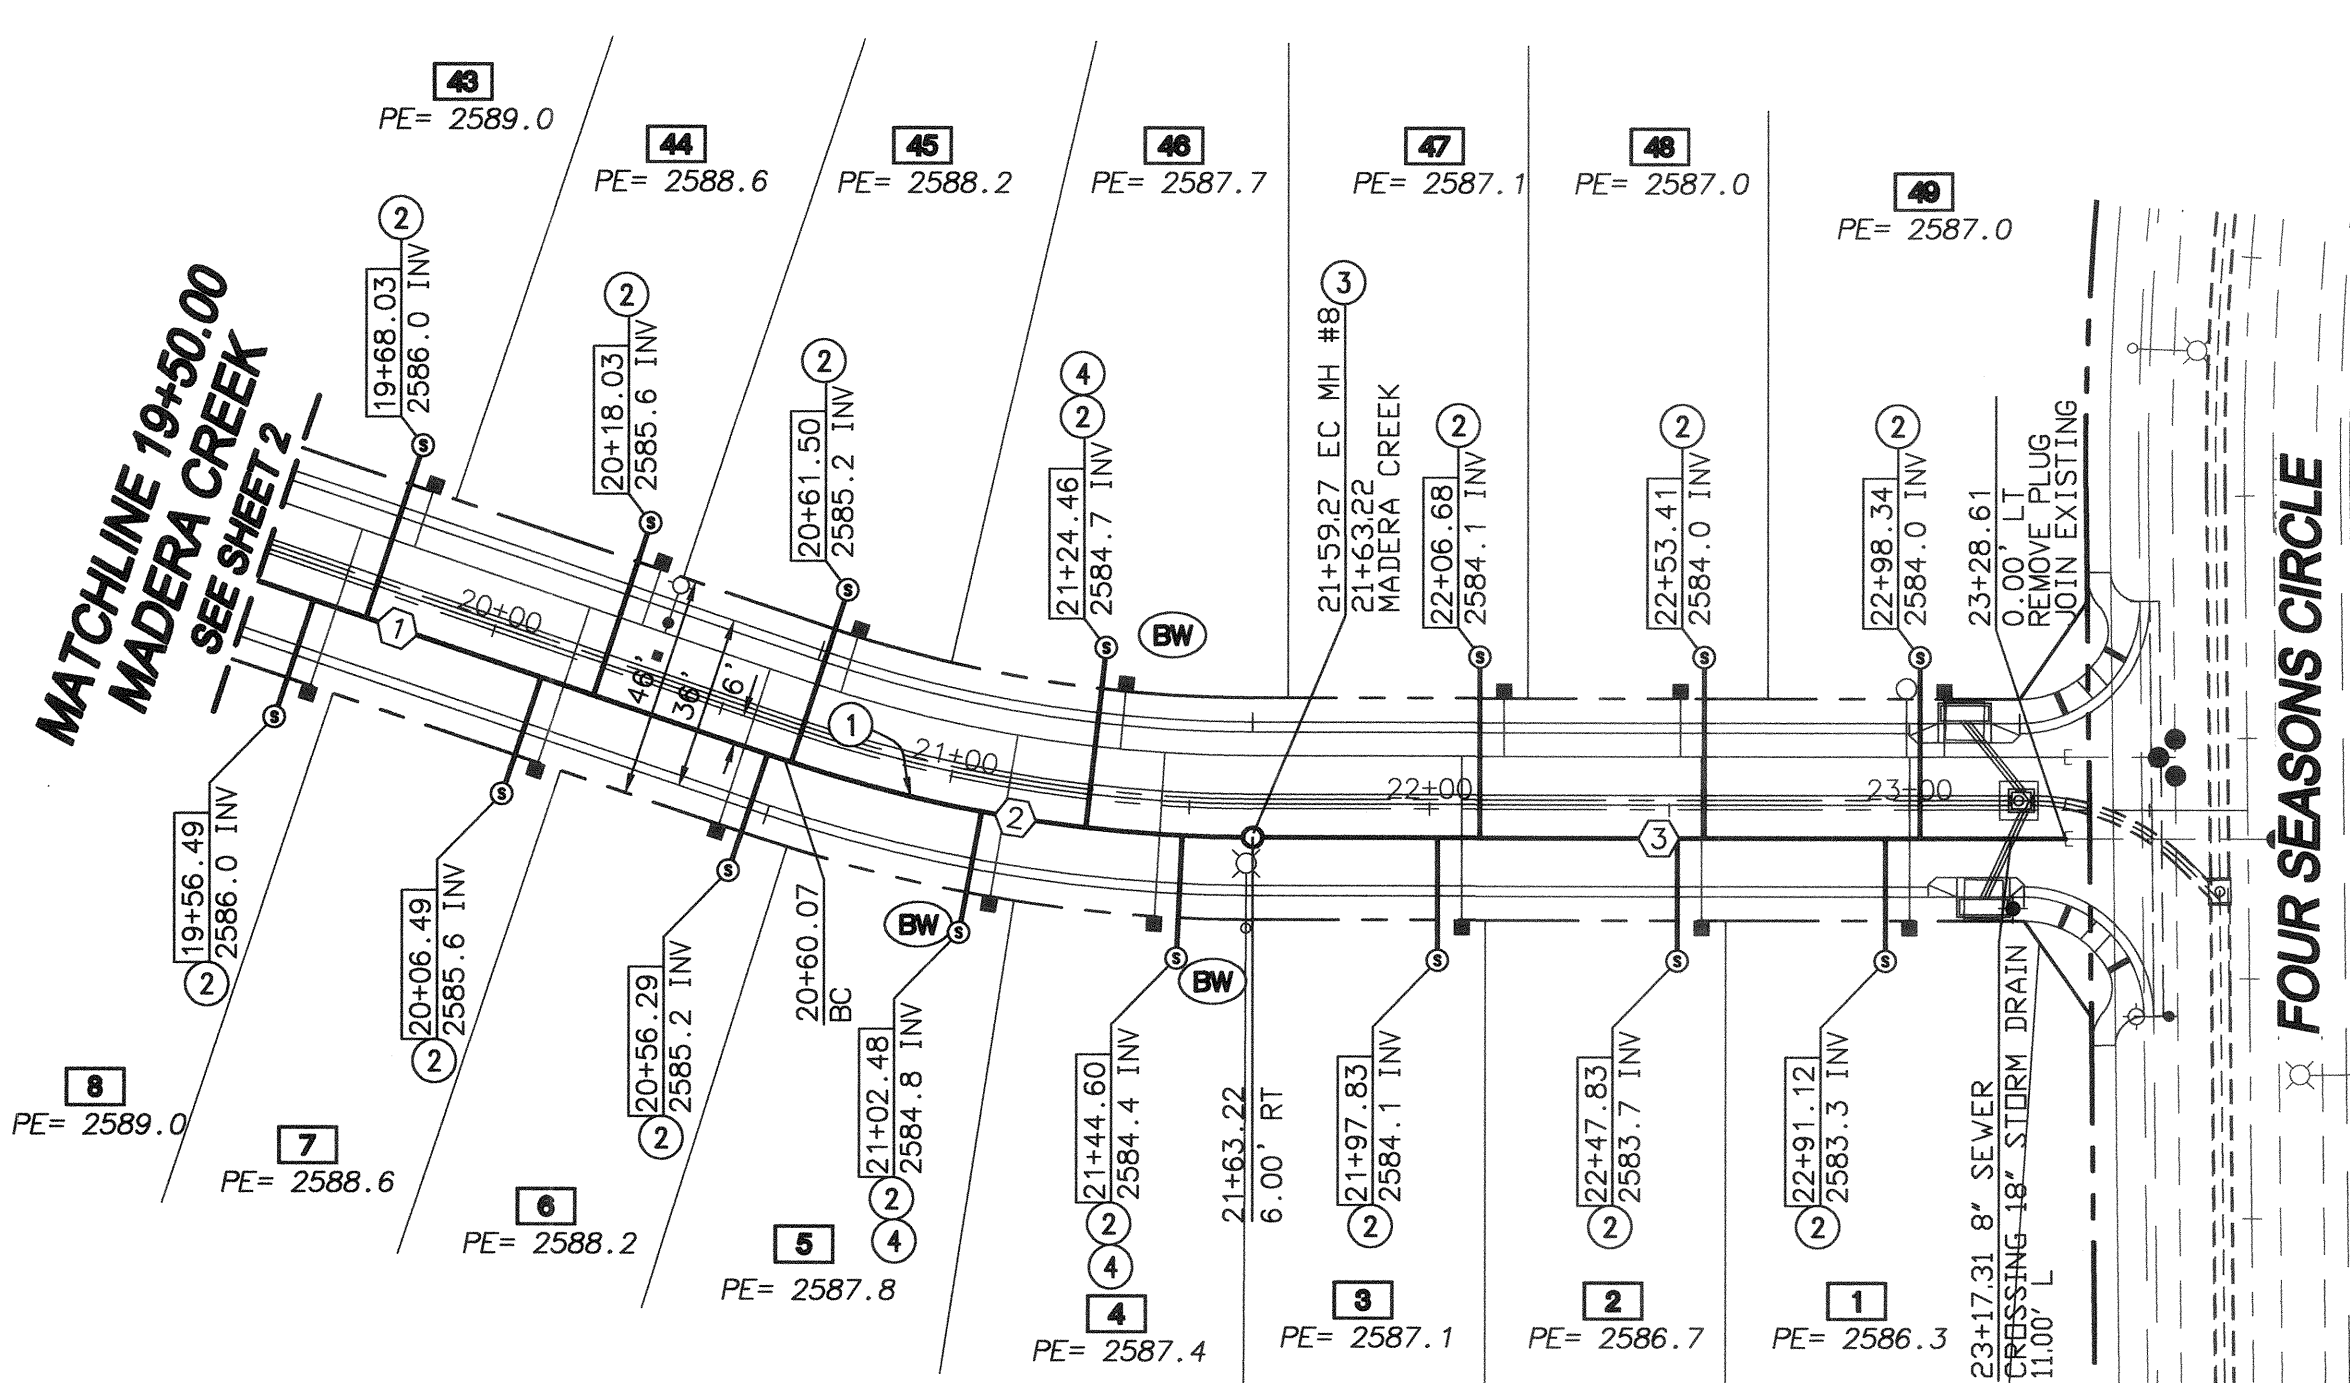 43
PE= 2589.0
44
PE= 2588.6
45
PE= 2588.2
46
PE= 2587.7
47
PE= 2587.1
48
PE= 2587.0
49
PE= 2587.0
MATCHLINE 19+50.00
MADERA CREEK
SEE SHEET 2
2
19+68.03
2586.0 INV
2
20+18.03
2585.6 INV
2
20+61.50
2585.2 INV
4
2
21+24.46
2584.7 INV
BW
3
21+59.27 EC MH #8
21+63.22
MADERA CREEK
2
22+06.68
2584.1 INV
2
22+53.41
2584.0 INV
2
22+98.34
2584.0 INV
23+28.61
0.00' LT
REMOVE PLUG
JOIN EXISTING
FOUR SEASONS CIRCLE
S
S
S
S
S
S
S
1
20+00
46'
36'
6'
1
21+00
2
22+00
3
23+00
E
E
S
S
S
S
S
S
S
S
BW
BW
19+56.49
2586.0 INV
2
20+06.49
2585.6 INV
2
20+56.29
2585.2 INV
2
20+60.07
BC
21+02.48
2584.8 INV
2
4
21+44.60
2584.4 INV
2
4
21+63.22
6.00' RT
21+97.83
2584.1 INV
2
22+47.83
2583.7 INV
2
22+91.12
2583.3 INV
2
23+17.31 8" SEWER
CROSSING 18" STORM DRAIN
11.00' L
8
PE= 2589.0
7
PE= 2588.6
6
PE= 2588.2
5
PE= 2587.8
4
PE= 2587.4
3
PE= 2587.1
2
PE= 2586.7
1
PE= 2586.3